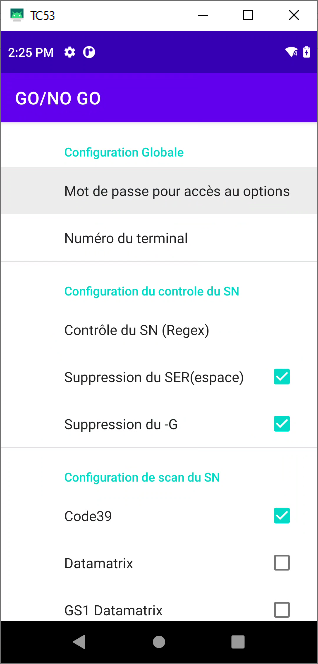 TC53
2:25 PM
GO/NO GO
Configuration Globale
Mot de passe pour accès au options
Numéro du terminal
Configuration du controle du SN
Contrôle du SN (Regex)
Suppression du SER(espace)
Suppression du -G
Configuration de scan du SN
Code39
Datamatrix
GS1 Datamatrix